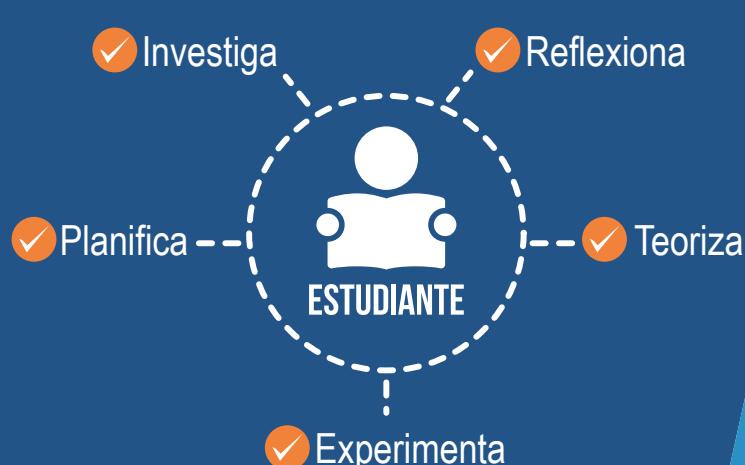 Investiga
Reflexiona
Planifica
Teoriza
ESTUDIANTE
Experimenta